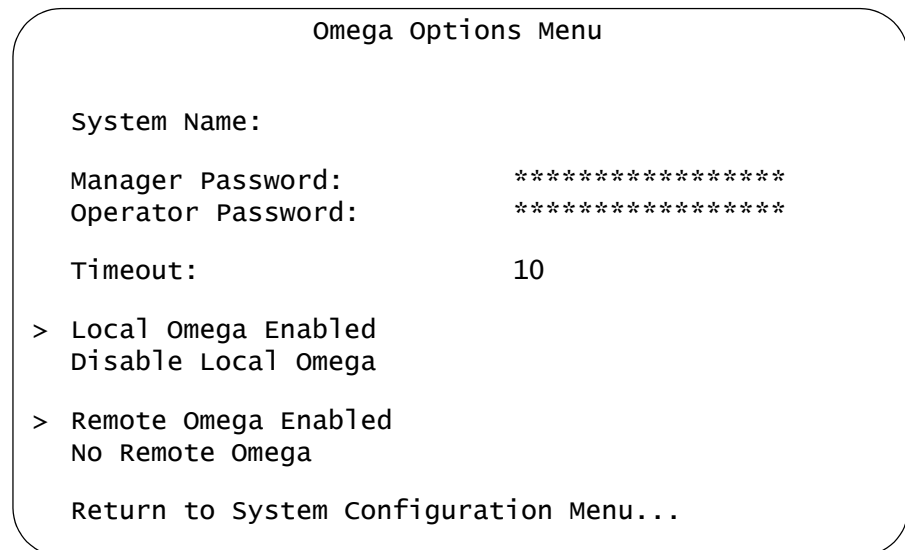 Omega Options Menu
System Name:
Manager Password: *****************
Operator Password: *****************
Timeout: 10
> Local Omega Enabled
Disable Local Omega
> Remote Omega Enabled
No Remote Omega
Return to System Configuration Menu...